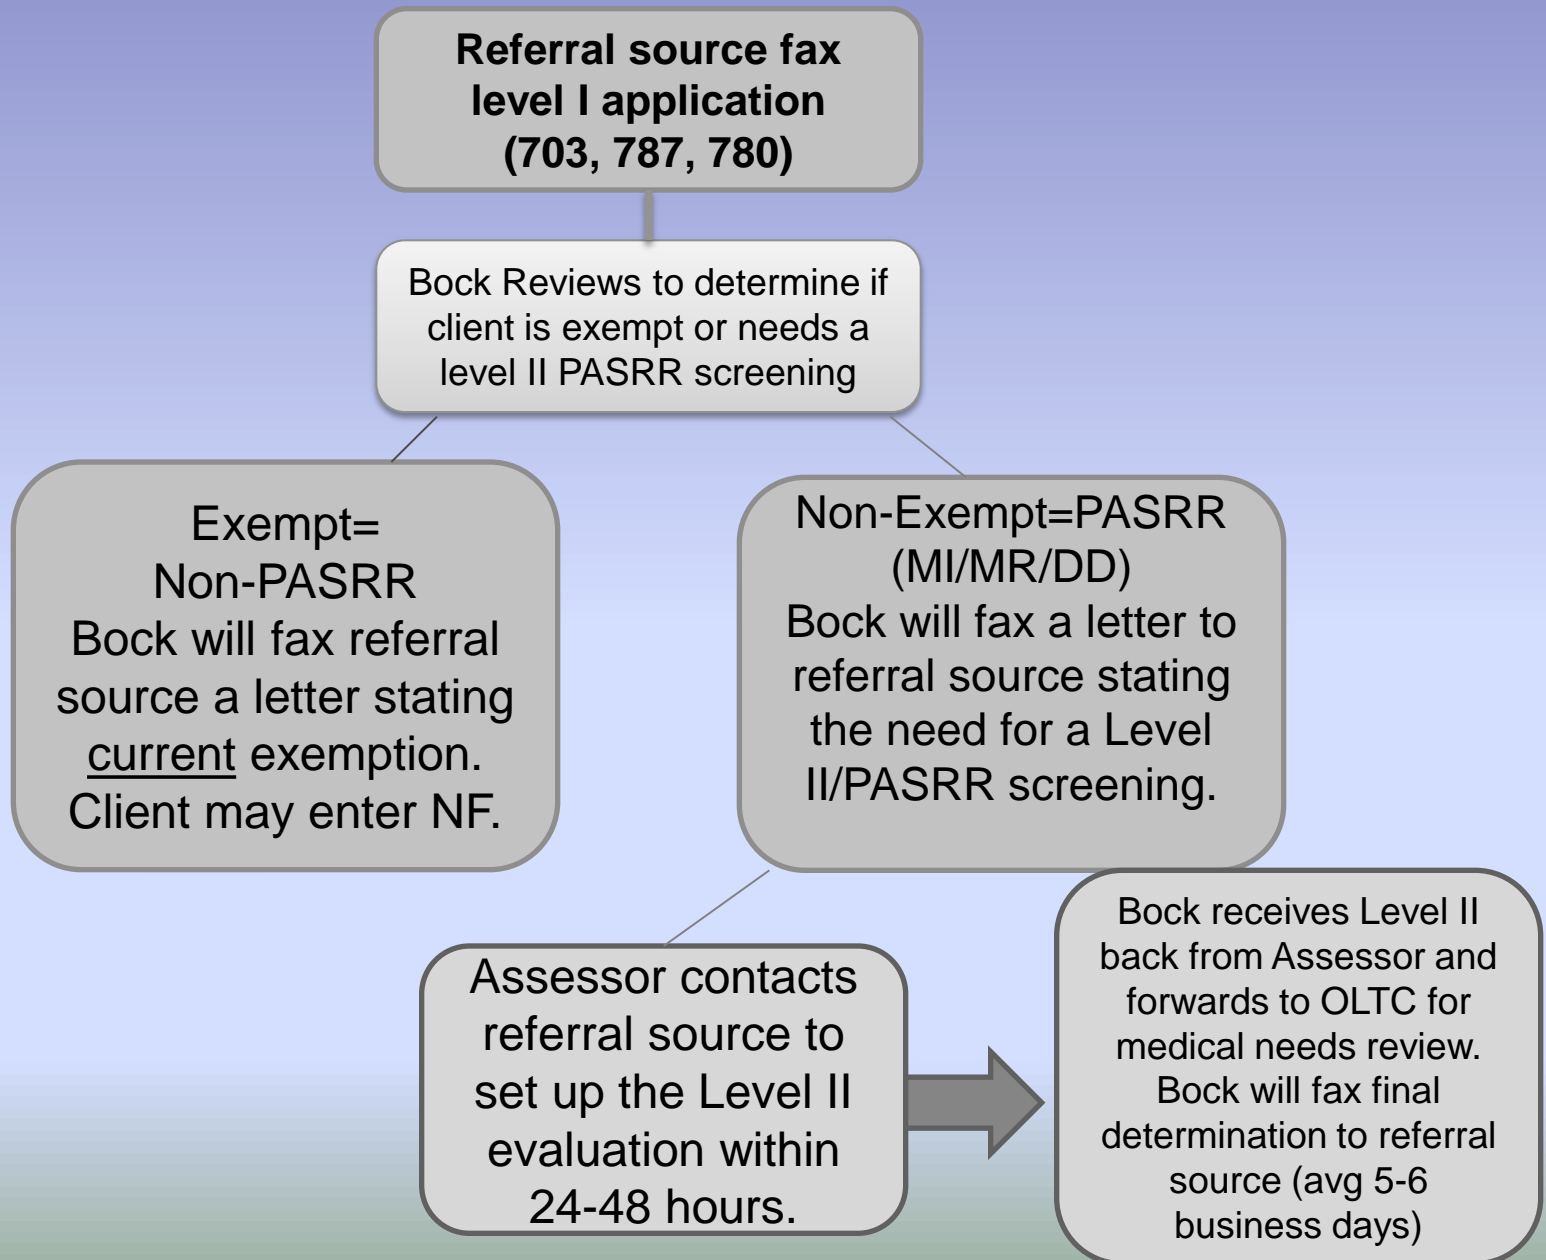 Referral source fax
level I application
(703, 787, 780)
Bock Reviews to determine if
client is exempt or needs a
level II PASRR screening
Exempt=
Non-PASRR
Bock will fax referral
source a letter stating
current exemption.
Client may enter NF.
Non-Exempt=PASRR
(MI/MR/DD)
Bock will fax a letter to
referral source stating
the need for a Level
II/PASRR screening.
Assessor contacts
referral source to
set up the Level II
evaluation within
24-48 hours.
Bock receives Level II
back from Assessor and
forwards to OLTC for
medical needs review.
Bock will fax final
determination to referral
source (avg 5-6
business days)